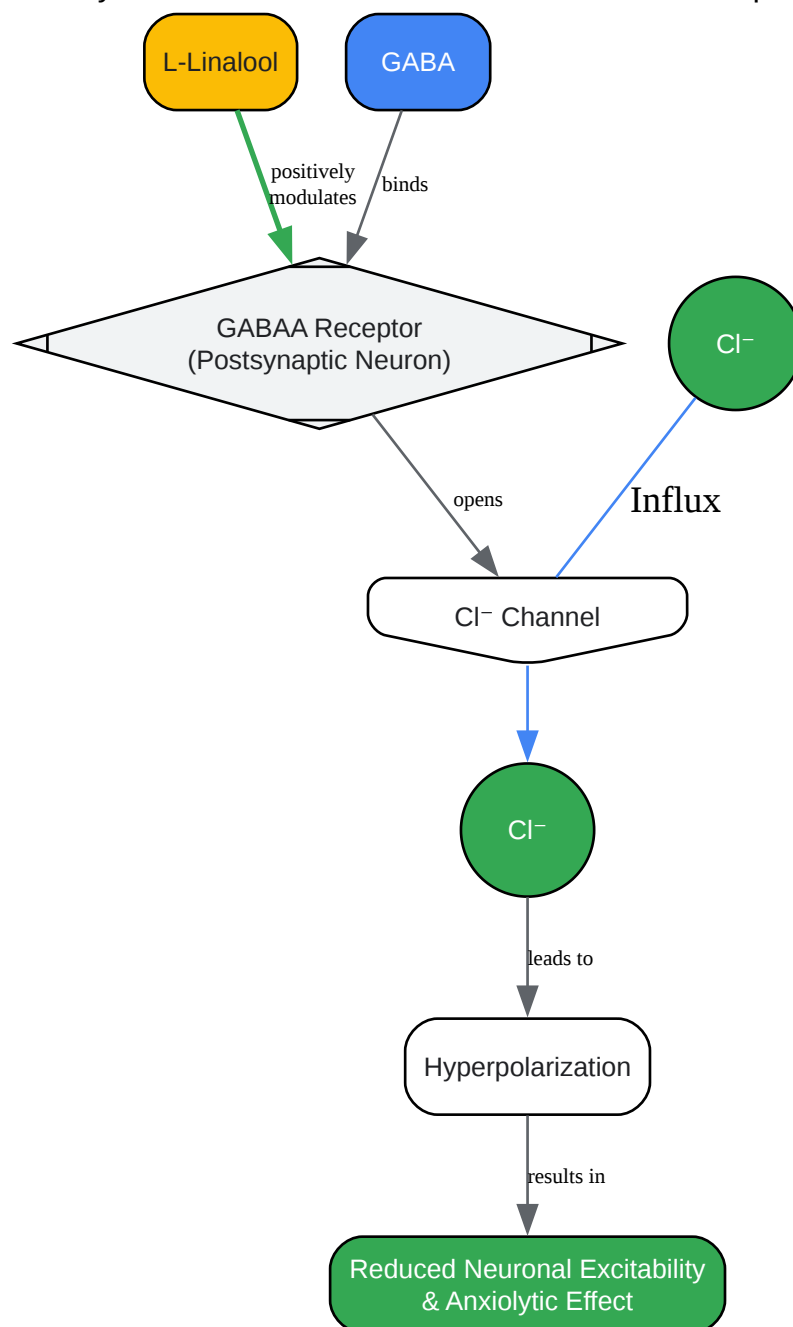 L-Linalool
GABA
positively
modulates
binds
GABAA Receptor
(Postsynaptic Neuron)
Cl⁻
opens
Influx
Cl⁻ Channel
Cl⁻
leads to
Hyperpolarization
results in
Reduced Neuronal Excitability
& Anxiolytic Effect